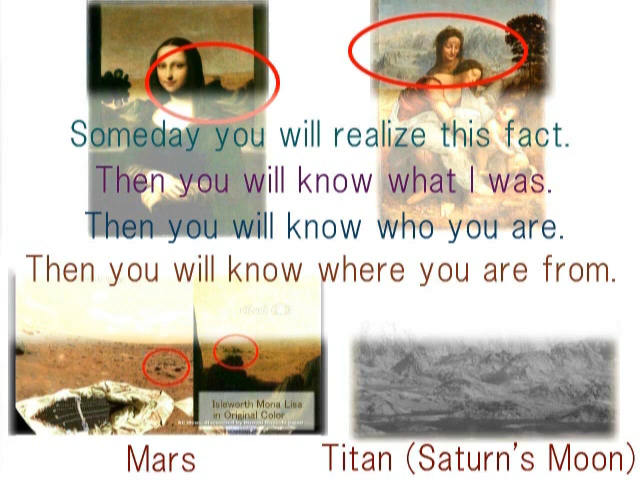 Someday you will realize this fact.
Then you will know what I was.
Then you will know who you are.
Then you will know where you are from.
Isleworth Mona Lisa
in Original Color
Mars
Titan (Saturn's Moon)